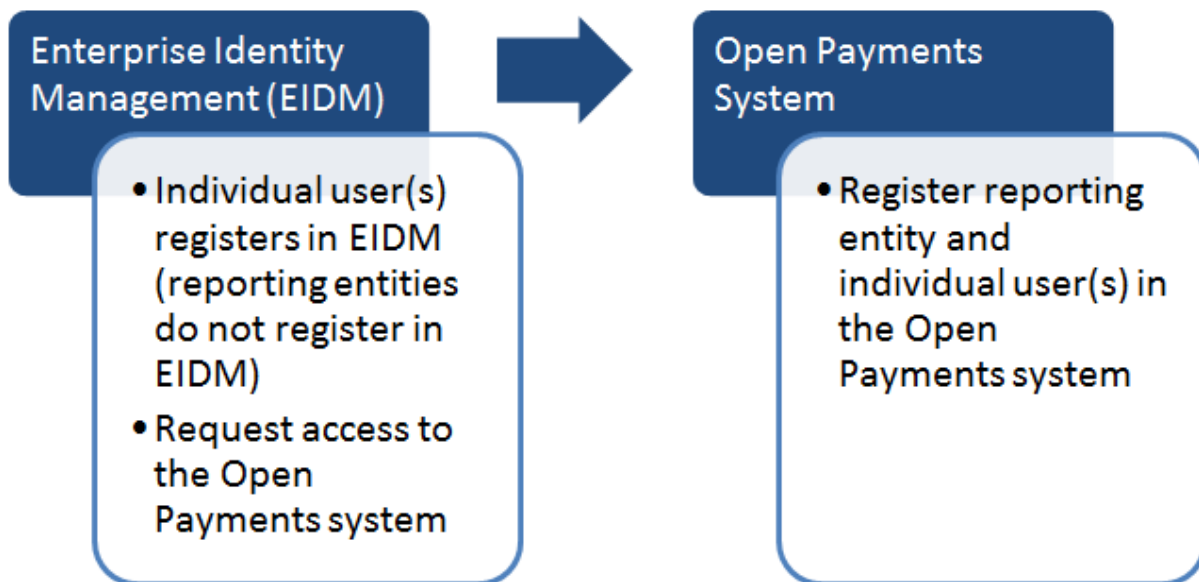 Enterprise Identity
Management (EIDM)
• Individual user(s)
registers in EIDM
(reporting entities
do not register in
EIDM)
• Request access to
the Open
Payments system
Open Payments
System
• Register reporting
entity and
individual user(s) in
the Open
Payments system